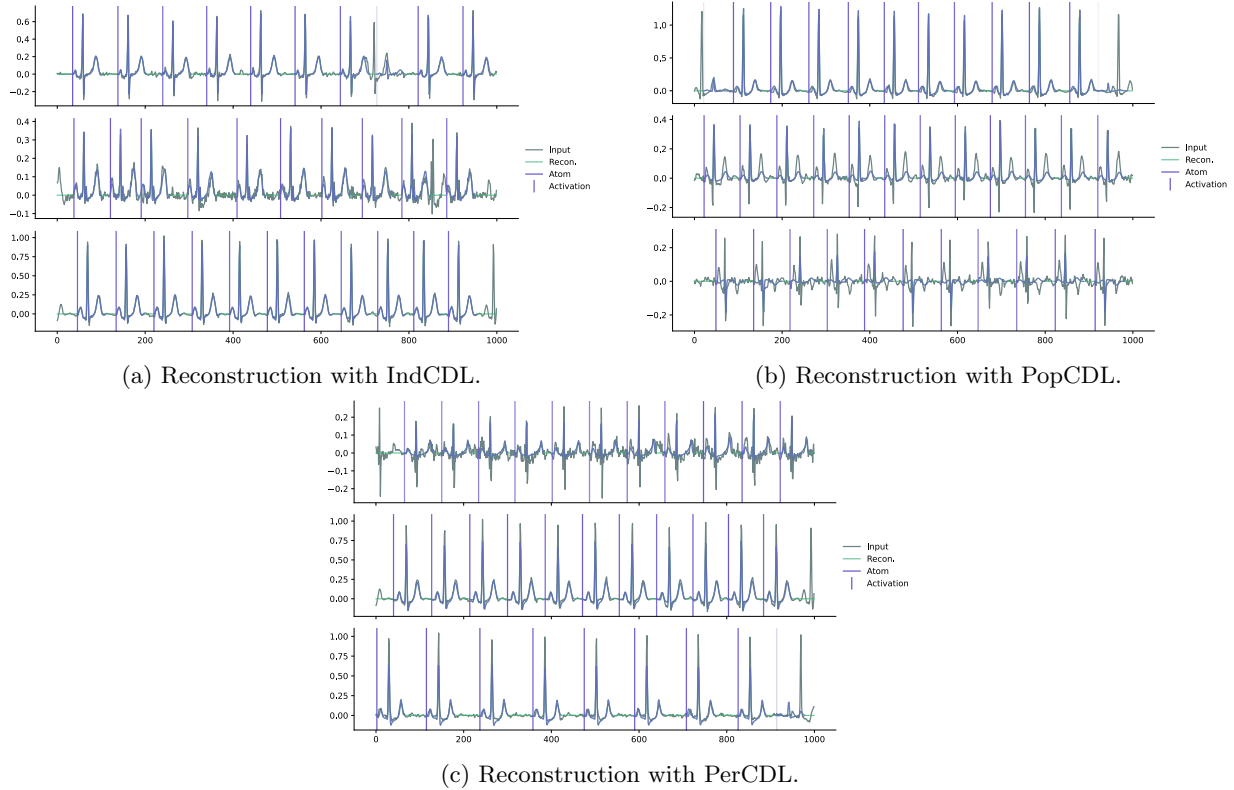 0.6
0.4
0.2
0.0
−0.2
0.4
0.3
0.2
0.1
0.0
−0.1
1.00
0.75
0.50
0.25
0.00
0 200 400 600 800 1000
Input
Recon.
Atom
Activation
(a) Reconstruction with IndCDL.
1.0
0.5
0.0
0.4
0.2
0.0
−0.2
0.2
0.0
−0.2
0 200 400 600 800 1000
Input
Recon.
Atom
Activation
(b) Reconstruction with PopCDL.
0.2
0.1
0.0
−0.1
−0.2
1.00
0.75
0.50
0.25
0.00
1.00
0.75
0.50
0.25
0.00
0 200 400 600 800 1000
Input
Recon.
Atom
Activation
(c) Reconstruction with PerCDL.